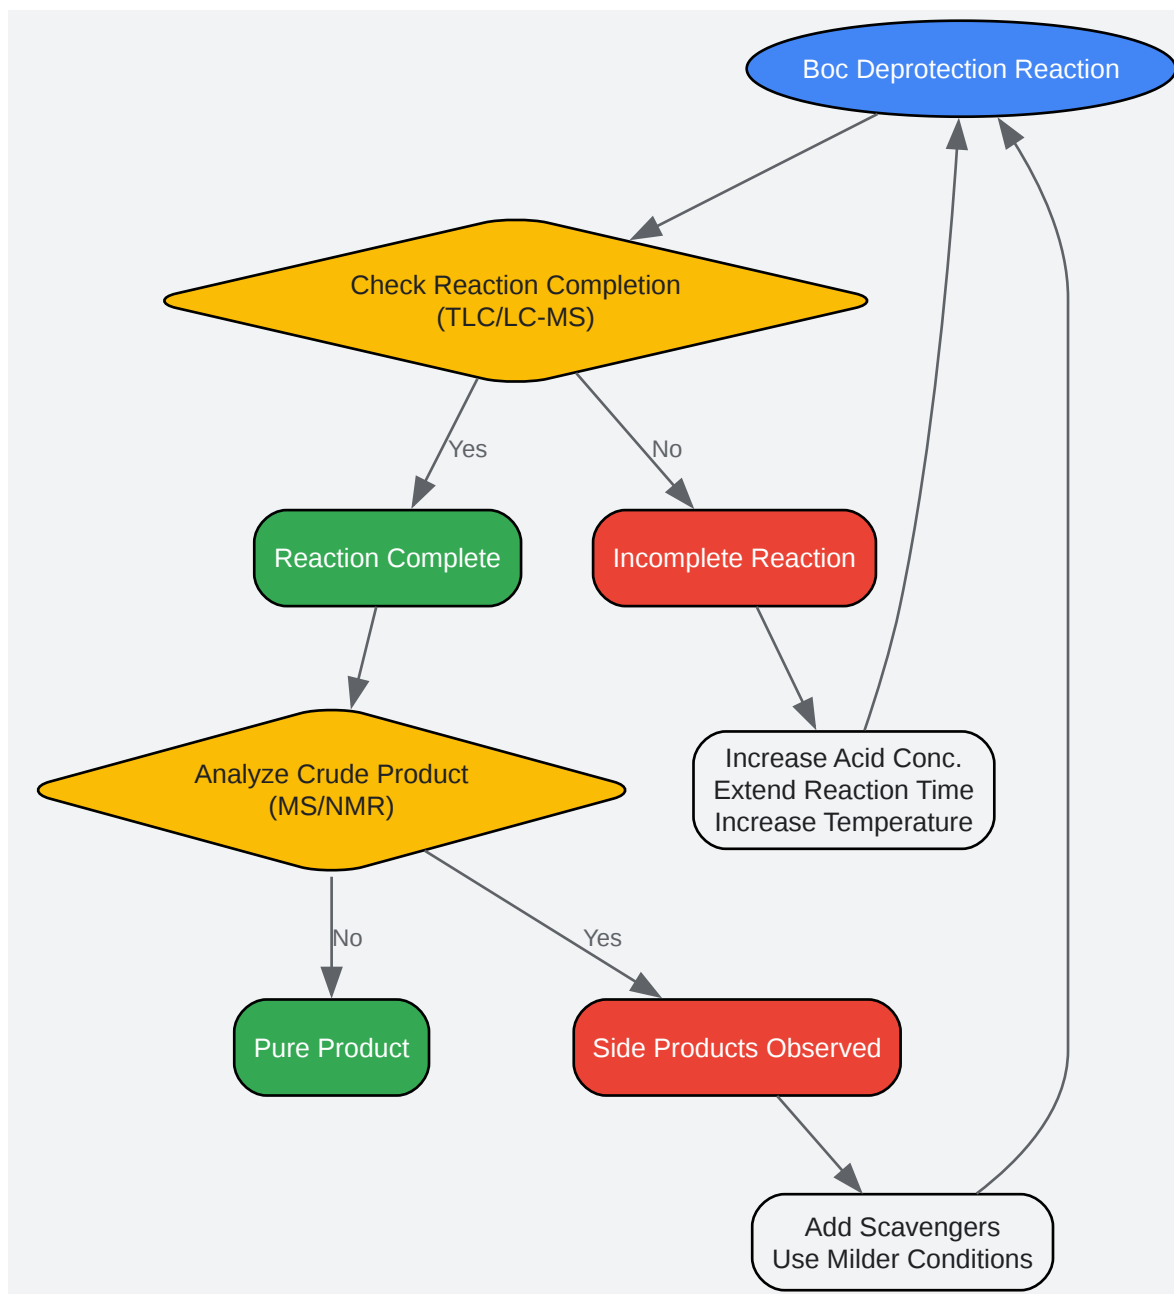 Boc Deprotection Reaction
Check Reaction Completion
(TLC/LC-MS)
Yes
No
Reaction Complete
Incomplete Reaction
Increase Acid Conc.
Extend Reaction Time
Increase Temperature
Analyze Crude Product
(MS/NMR)
No
Yes
Pure Product
Side Products Observed
Add Scavengers
Use Milder Conditions